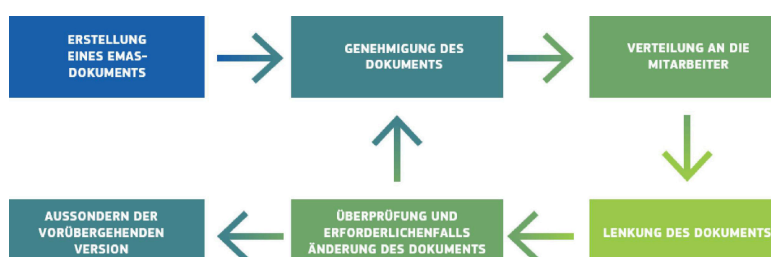 ERSTELLUNG
EINES EMAS-
DOKUMENTS
GENEHMIGUNG DES
DOKUMENTS
VERTEILUNG AN DIE
MITARBEITER
AUSSONDERN DER
VORÜBERGEHENDEN
VERSION
ÜBERPRÜFUNG UND
ERFORDERLICHENFALLS
ÄNDERUNG DES DOKUMENTS
LENKUNG DES DOKUMENTS